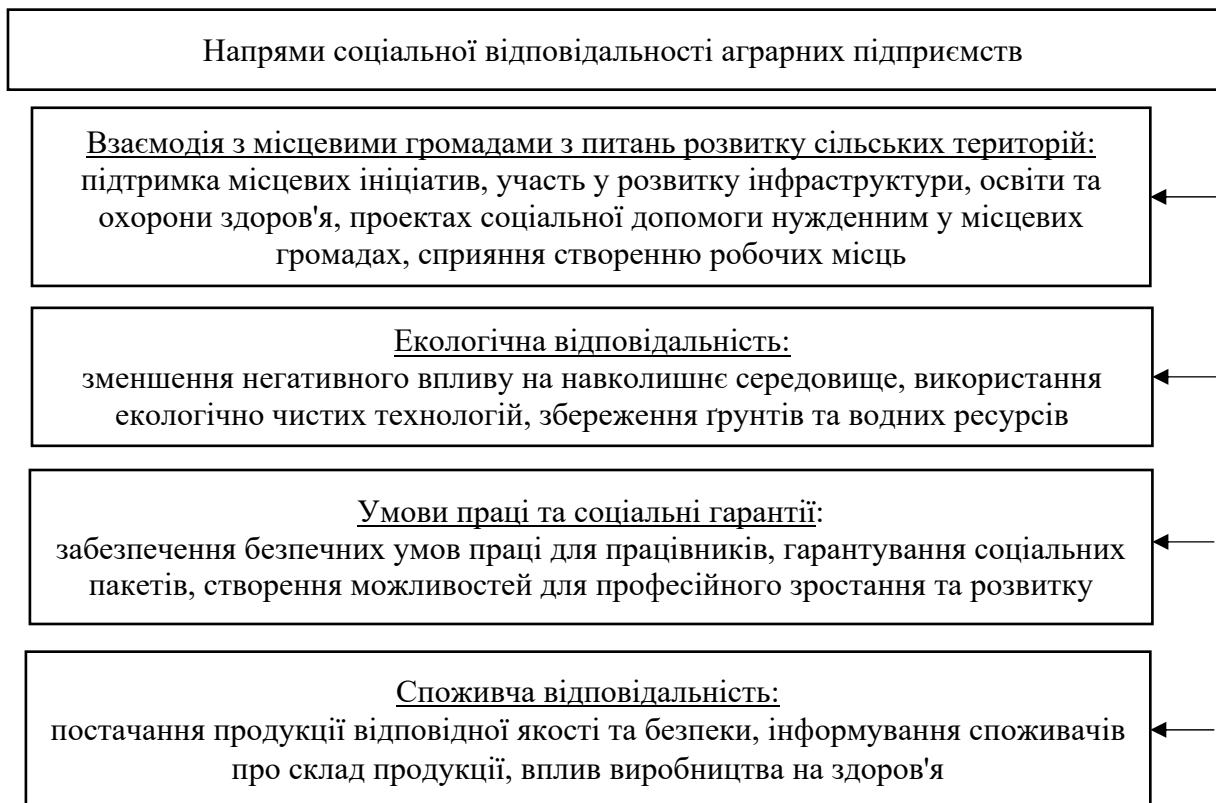 Напрями соціальної відповідальності аграрних підприємств
Взаємодія з місцевими громадами з питань розвитку сільських територій:
підтримка місцевих ініціатив, участь у розвитку інфраструктури, освіти та
охорони здоров'я, проектах соціальної допомоги нужденним у місцевих
громадах, сприяння створенню робочих місць
Екологічна відповідальність:
зменшення негативного впливу на навколишнє середовище, використання
екологічно чистих технологій, збереження ґрунтів та водних ресурсів
Умови праці та соціальні гарантії:
забезпечення безпечних умов праці для працівників, гарантування соціальних
пакетів, створення можливостей для професійного зростання та розвитку
Споживча відповідальність:
постачання продукції відповідної якості та безпеки, інформування споживачів
про склад продукції, вплив виробництва на здоров'я